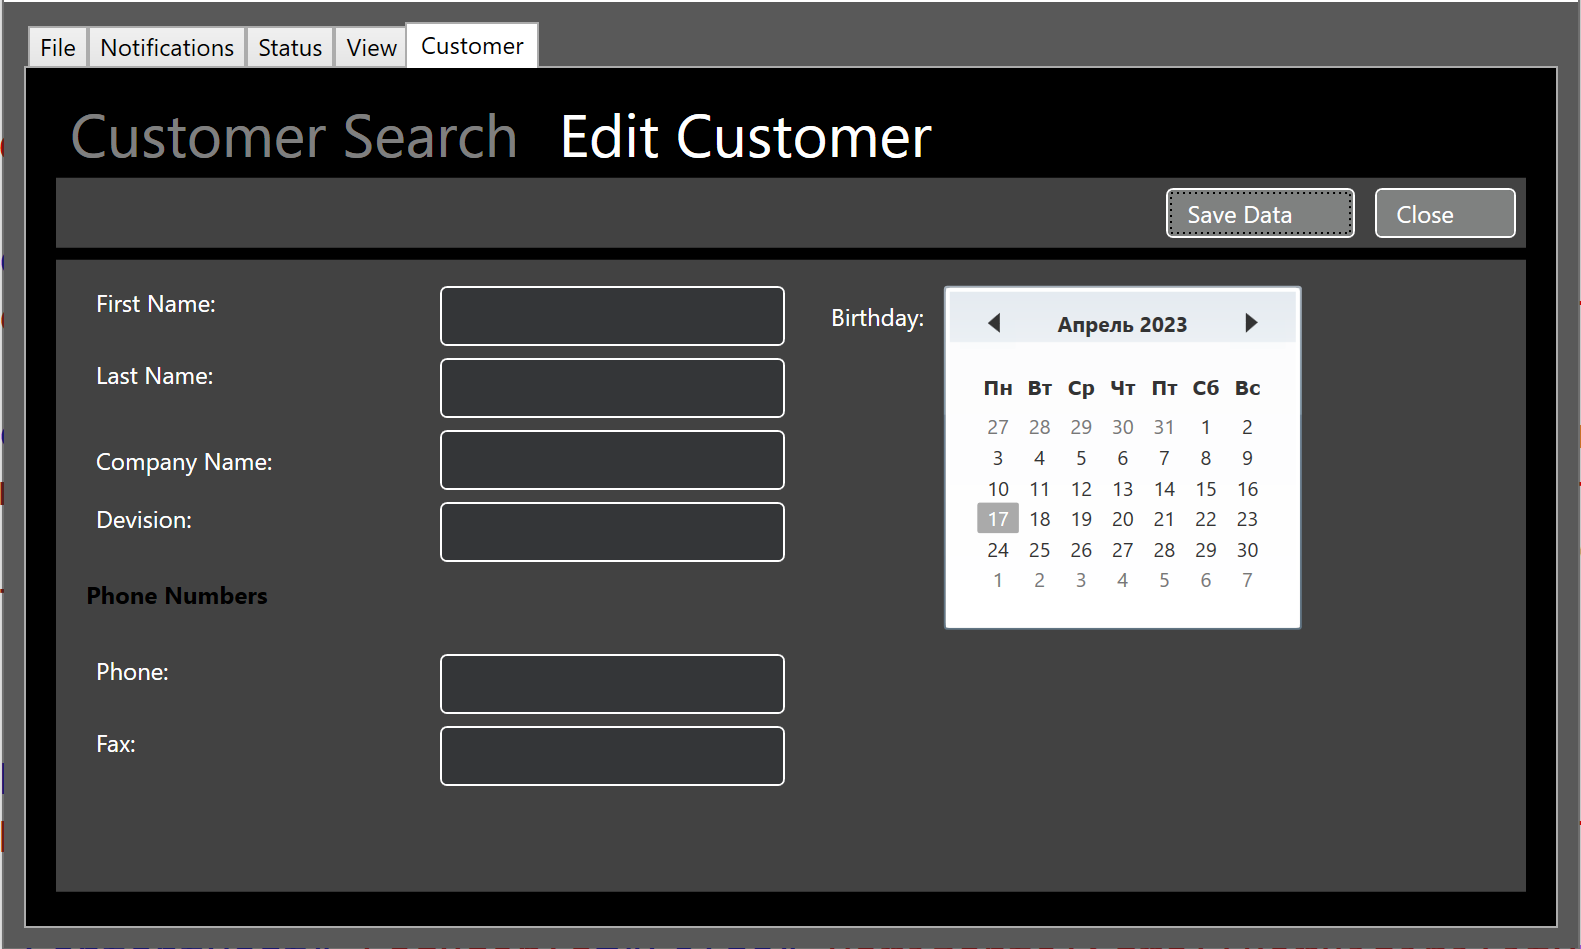 File Notifications Status View Customer
Customer Search Edit Customer
Save Data Close
First Name:
Last Name:
Company Name:
Devision:
Phone Numbers
Phone:
Fax:
Birthday:
Апрель 2023
Пн Вт Ср Чт Пт Сб Вс
27 28 29 30 31 1 2
3 4 5 6 7 8 9
10 11 12 13 14 15 16
17 18 19 20 21 22 23
24 25 26 27 28 29 30
1 2 3 4 5 6 7